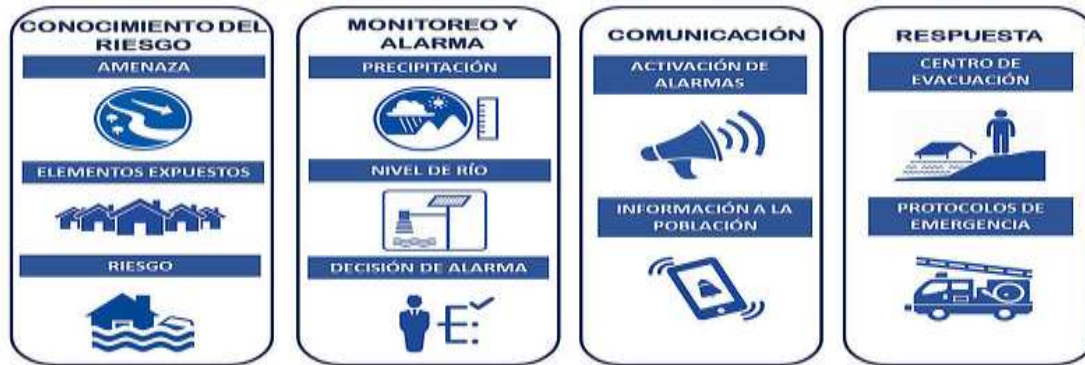 CONOCIMIENTO DEL
RIESGO
AMENAZA
ELEMENTOS EXPUESTOS
RIESGO
MONITOREO Y
ALARMA
PRECIPITACIÓN
NIVEL DE RÍO
DECISIÓN DE ALARMA
COMUNICACIÓN
ACTIVACIÓN DE
ALARMAS
INFORMACIÓN A LA
POBLACIÓN
RESPUESTA
CENTRO DE
EVACUACIÓN
PROTOCOLOS DE
EMERGENCIA